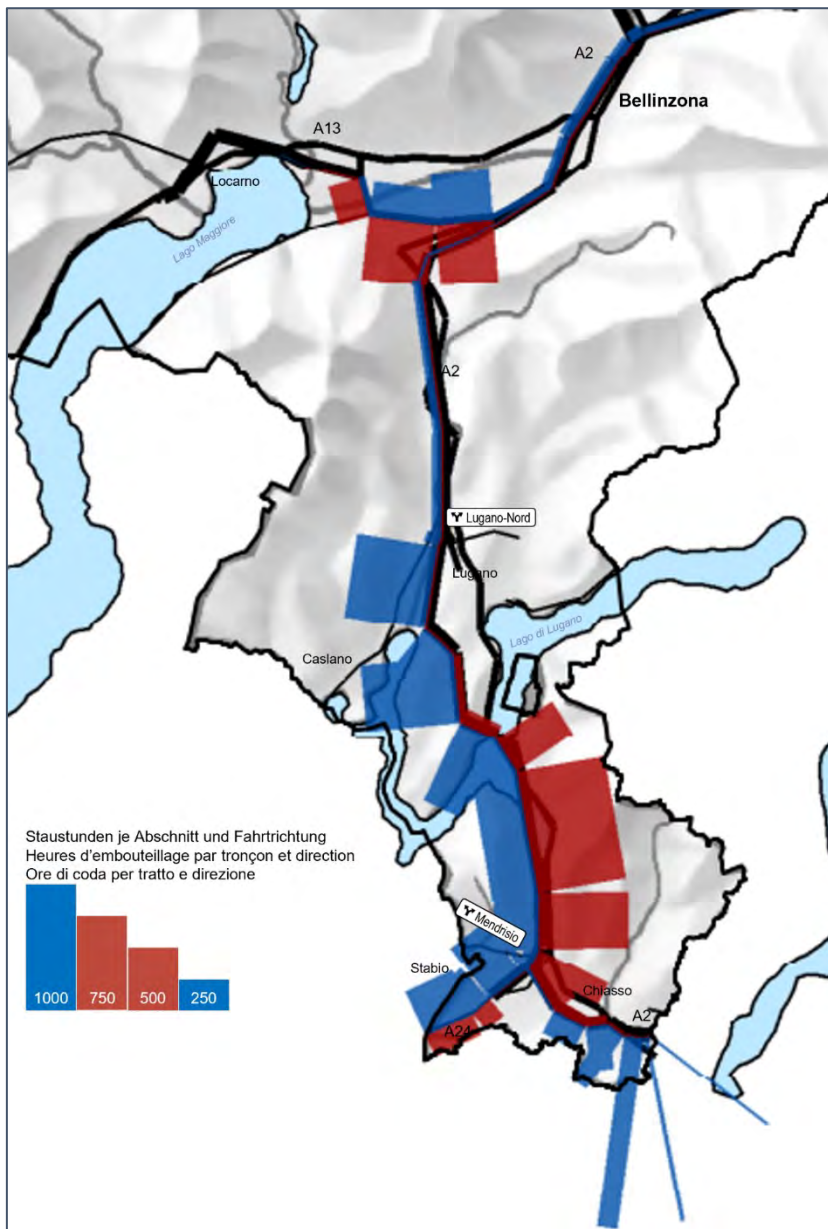 A2
Bellinzona
A13
Locarno
Lago Maggiore
A2
Lugano-Nord
Lugano
Lago di Lugano
Caslano
Staustunden je Abschnitt und Fahrtrichtung
Heures d'embouteillage par tronçon et direction
Ore di coda per tratto e direzione
1000 750 500 250
Mendrisio
Stabio
Chiasso
A2
A24